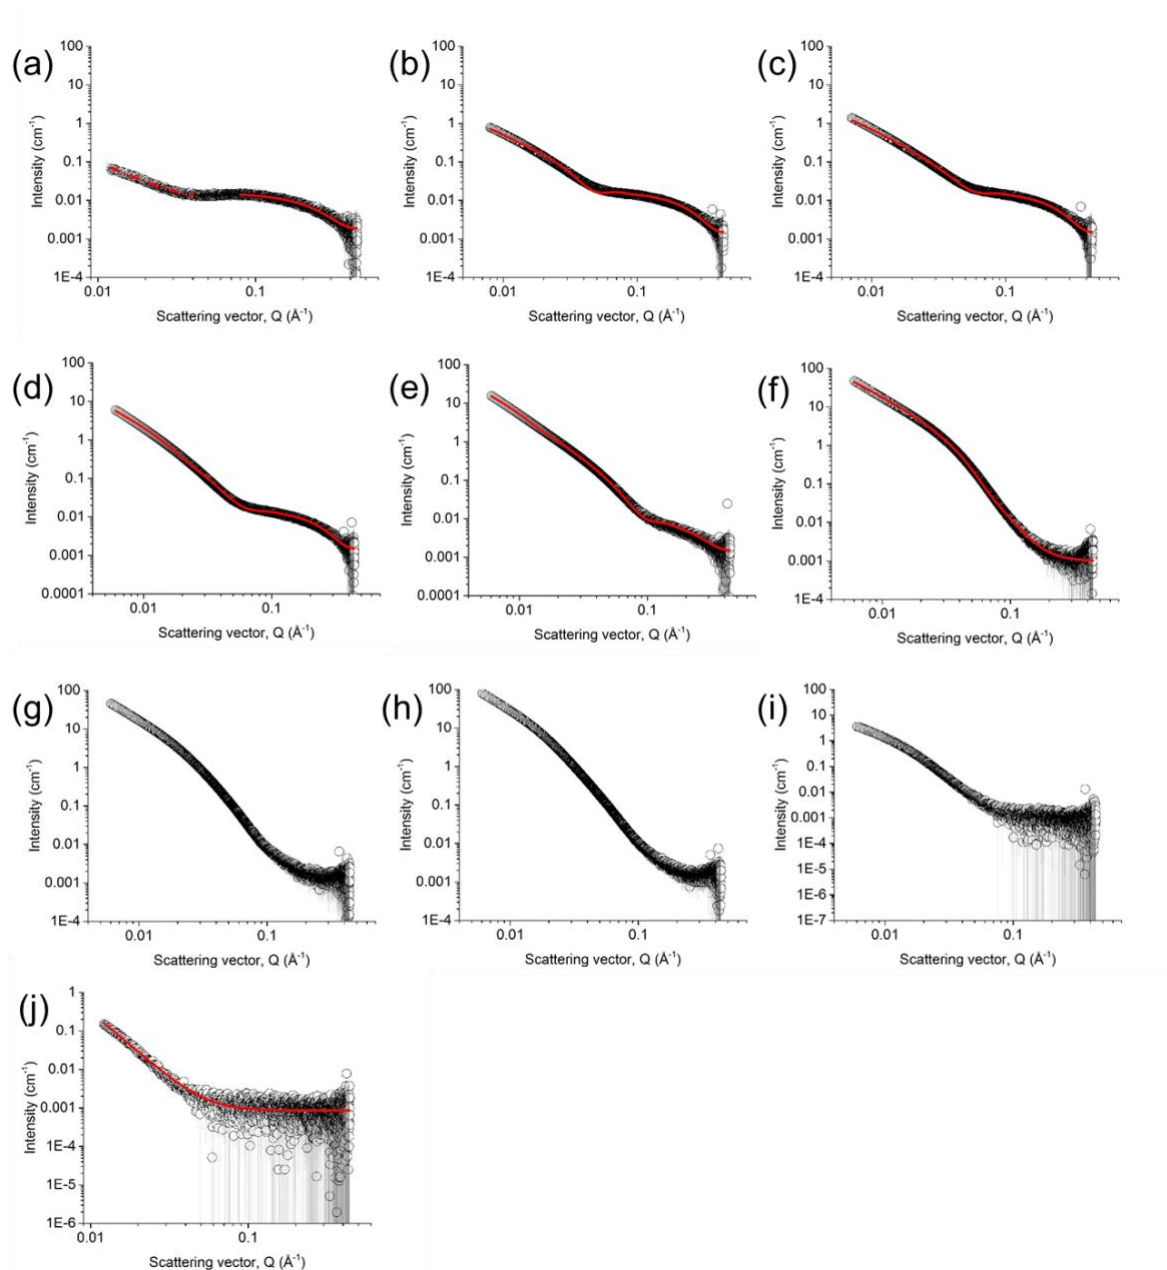 (a) (b) (c)
100 100 100
10 10 10
1 1 1
0.1 0.1 0.1
0.01 0.01 0.01
0.001 0.001 0.001
1E-4 1E-4 1E-4
Intensity (cm⁻¹) Intensity (cm⁻¹) Intensity (cm⁻¹)
0.01 0.1 0.01 0.1 0.01 0.1
Scattering vector, Q (Å⁻¹) Scattering vector, Q (Å⁻¹) Scattering vector, Q (Å⁻¹)
(d) (e) (f)
100 100 100
10 10 10
1 1 1
0.1 0.1 0.1
0.01 0.01 0.01
0.001 0.001 0.001
0.0001 0.0001 1E-4
Intensity (cm⁻¹) Intensity (cm⁻¹) Intensity (cm⁻¹)
0.01 0.1 0.01 0.1 0.01 0.1
Scattering vector, Q (Å⁻¹) Scattering vector, Q (Å⁻¹) Scattering vector, Q (Å⁻¹)
(g) (h) (i)
100 100 100
10 10 10
1 1 1
0.1 0.1 0.1
0.01 0.01 0.01
0.001 0.001 0.001
1E-4 1E-4 1E-4
1E-5
1E-6
1E-7
Intensity (cm⁻¹) Intensity (cm⁻¹) Intensity (cm⁻¹)
0.01 0.1 0.01 0.1 0.01 0.1
Scattering vector, Q (Å⁻¹) Scattering vector, Q (Å⁻¹) Scattering vector, Q (Å⁻¹)
(j)
1
0.1
0.01
0.001
1E-4
1E-5
1E-6
Intensity (cm⁻¹)
0.01 0.1
Scattering vector, Q (Å⁻¹)